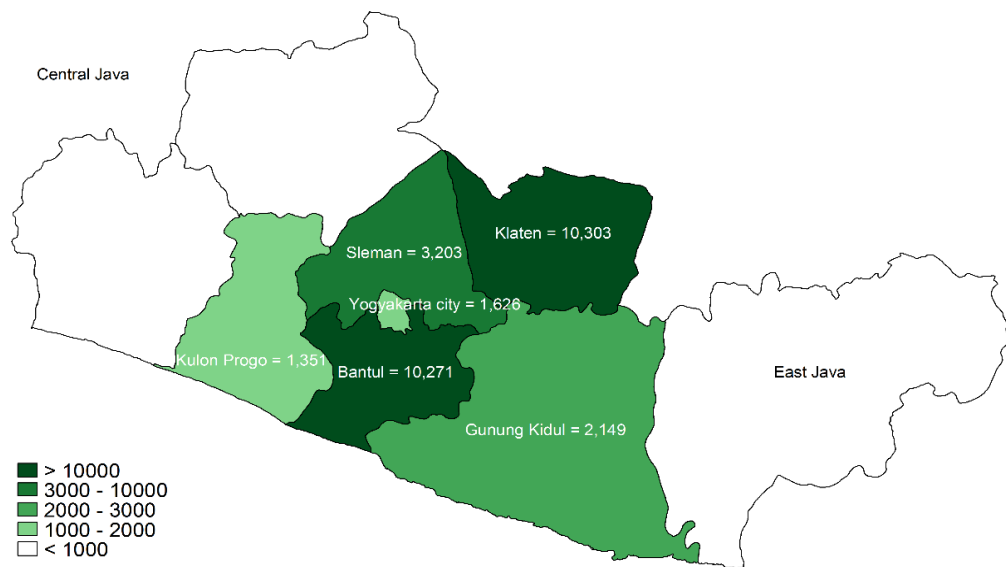 Central Java
Klaten = 10,303
Sleman = 3,203
Yogyakarta city = 1,626
Kulon Progo = 1,351
Bantul = 10,271
East Java
Gunung Kidul = 2,149
> 10000
3000 - 10000
2000 - 3000
1000 - 2000
< 1000